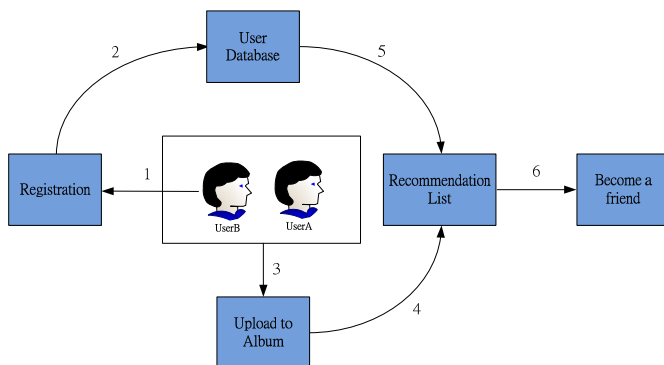 2
User
Database
5
1
Registration
UserB
UserA
Recommendation
List
6
Become a
friend
3
Upload to
Album
4